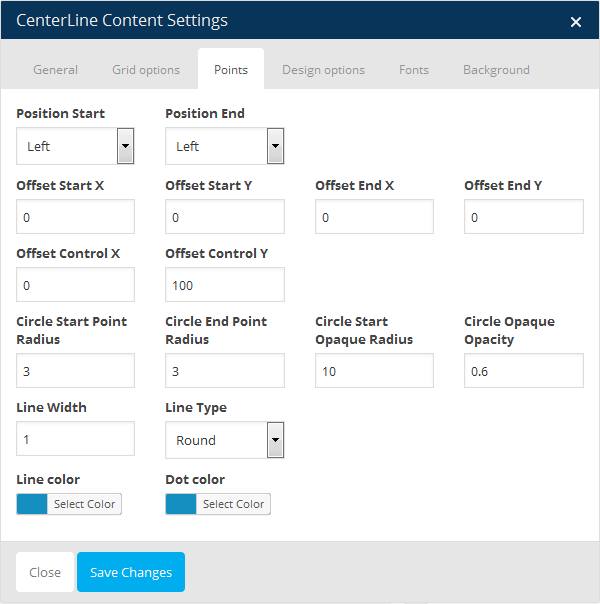 CenterLine Content Settings ×
General Grid options Points Design options Fonts Background
Position Start Position End
Left Left
Offset Start X Offset Start Y Offset End X Offset End Y
0 0 0 0
Offset Control X Offset Control Y
0 100
Circle Start Point Radius Circle End Point Radius Circle Start Opaque Radius Circle Opaque Opacity
3 3 10 0.6
Line Width Line Type
1 Round
Line color Dot color
Select Color Select Color
Close Save Changes